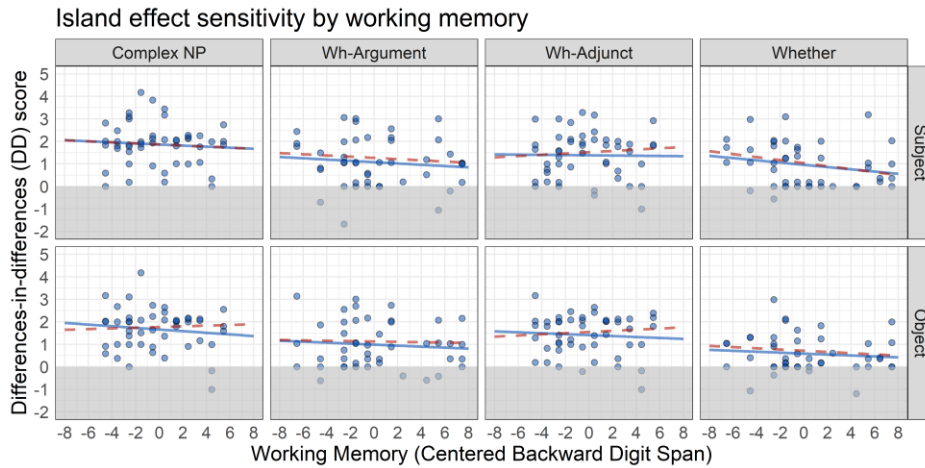 Island effect sensitivity by working memory
Complex NP Wh-Argument Wh-Adjunct Whether
Differences-in-differences (DD) score
5
4
3
2
1
0
-1
-2
Subject
5
4
3
2
1
0
-1
-2
Object
-8 -6 -4 -2 0 2 4 6 8 -8 -6 -4 -2 0 2 4 6 8 -8 -6 -4 -2 0 2 4 6 8 -8 -6 -4 -2 0 2 4 6 8
Working Memory (Centered Backward Digit Span)